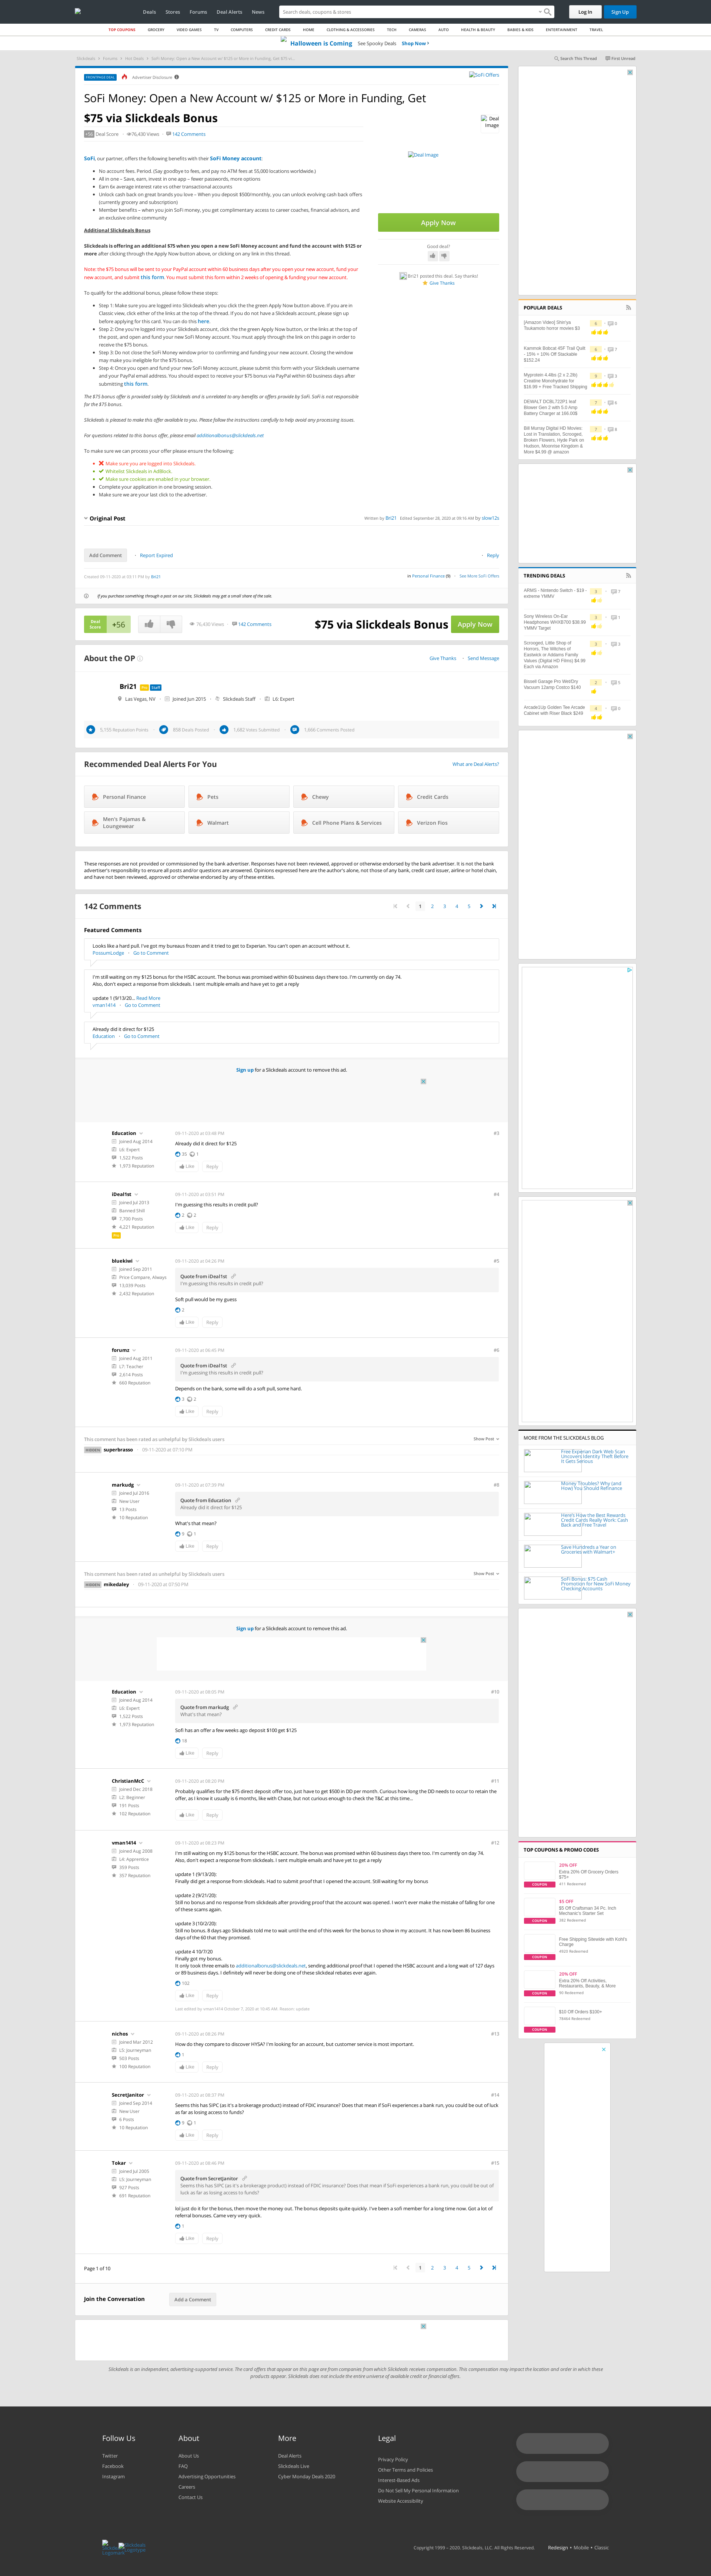 Deals Stores Forums Deal Alerts News
Search deals, coupons & stores
Log In
Sign Up
TOP COUPONS GROCERY VIDEO GAMES TV COMPUTERS CREDIT CARDS HOME CLOTHING & ACCESSORIES TECH CAMERAS AUTO HEALTH & BEAUTY BABIES & KIDS ENTERTAINMENT TRAVEL
Halloween is Coming See Spooky Deals Shop Now >
Search This Thread First Unread
FRONTPAGE DEAL Advertiser Disclosure
SoFi Offers
SoFi Money: Open a New Account w/ $125 or More in Funding, Get
$75 via Slickdeals Bonus
+56 Deal Score 76,430 Views 142 Comments
Deal Image
Deal Image
SoFi, our partner, offers the following benefits with their SoFi Money account:
No account fees. Period. (Say goodbye to fees, and pay no ATM fees at 55,000 locations worldwide.)
All in one – Save, earn, invest in one app – fewer passwords, more options
Earn 6x average interest rate vs other transactional accounts
Unlock cash back on great brands you love – When you deposit $500/monthly, you can unlock evolving cash-back offers (currently grocery and subscription)
Member benefits – when you join SoFi money, you get complimentary access to career coaches, financial advisors, and an exclusive online community
Apply Now
Good deal?
Bri21 posted this deal. Say thanks!
Give Thanks
Additional Slickdeals Bonus
Slickdeals is offering an additional $75 when you open a new SoFi Money account and fund the account with $125 or more after clicking through the Apply Now button above, or clicking on any link in this thread.
Note: the $75 bonus will be sent to your PayPal account within 60 business days after you open your new account, fund your new account, and submit this form. You must submit this form within 2 weeks of opening & funding your new account.
To qualify for the additional bonus, please follow these steps:
Step 1: Make sure you are logged into Slickdeals when you click the the green Apply Now button above. If you are in Classic view, click either of the links at the top of the thread. If you do not have a Slickdeals account, please sign up before applying for this card. You can do this here.
Step 2: Once you're logged into your Slickdeals account, click the green Apply Now button, or the links at the top of the post, and open and fund your new SoFi Money account. You must click one of the links on our main page in order to receive the $75 bonus.
Step 3: Do not close the SoFi Money window prior to confirming and funding your new account. Closing the window may make you ineligible for the $75 bonus.
Step 4: Once you open and fund your new SoFi Money account, please submit this form with your Slickdeals username and your PayPal email address. You should expect to receive your $75 bonus via PayPal within 60 business days after submitting this form.
The $75 bonus offer is provided solely by Slickdeals and is unrelated to any benefits or offers provide by SoFi. SoFi is not responsible for the $75 bonus.
Slickdeals is pleased to make this offer available to you. Please follow the instructions carefully to help avoid any processing issues.
For questions related to this bonus offer, please email additionalbonus@slickdeals.net
To make sure we can process your offer please ensure the following:
Make sure you are logged into Slickdeals.
Whitelist Slickdeals in AdBlock.
Make sure cookies are enabled in your browser.
Complete your application in one browsing session.
Make sure we are your last click to the advertiser.
Original Post
Written by Bri21 Edited September 28, 2020 at 09:16 AM by slow12s
Add Comment Report Expired Reply
Created 09-11-2020 at 03:11 PM by Bri21
in Personal Finance (9) See More SoFi Offers
If you purchase something through a post on our site, Slickdeals may get a small share of the sale.
Deal Score +56 76,430 Views 142 Comments
$75 via Slickdeals Bonus Apply Now
About the OP
Give Thanks Send Message
Bri21 Pro Staff
Las Vegas, NV Joined Jun 2015 Slickdeals Staff L6: Expert
5,735 Reputation Points 858 Deals Posted 1,682 Votes Submitted 1,666 Comments Posted
Recommended Deal Alerts For You
What are Deal Alerts?
Personal Finance Pets Chewy Credit Cards
Men's Pajamas & Loungewear Walmart Cell Phone Plans & Services Verizon Fios
These responses are not provided or commissioned by the bank advertiser. Responses have not been reviewed, approved or otherwise endorsed by the bank advertiser. It is not the bank advertiser's responsibility to ensure all posts and/or questions are answered. Opinions expressed here are the author's alone, not those of any bank, credit card issuer, airline or hotel chain, and have not been reviewed, approved or otherwise endorsed by any of these entities.
142 Comments
1 2 3 4 5
Featured Comments
Looks like a hard pull. I've got my bureaus frozen and it tried to get to Experian. You can't open an account without it.
PossumLodge Go to Comment
I'm still waiting on my $125 bonus for the HSBC account. The bonus was promised within 60 business days there too. I'm currently on day 74.
Also, don't expect a response from slickdeals. I sent multiple emails and have yet to get a reply
update 1 (9/13/20... Read More
vman1414 Go to Comment
Already did it direct for $125
Education Go to Comment
Sign up for a Slickdeals account to remove this ad.
Education
Joined Aug 2014
L6: Expert
1,522 Posts
1,973 Reputation
09-11-2020 at 03:48 PM #3
Already did it direct for $125
35 1
Like Reply
iDeal1st
Joined Jul 2013
Banned Shill
7,700 Posts
4,221 Reputation
Pro
09-11-2020 at 03:51 PM #4
I'm guessing this results in credit pull?
2 2
Like Reply
bluekiwi
Joined Sep 2011
Price Compare, Always
13,039 Posts
2,432 Reputation
09-11-2020 at 04:26 PM #5
Quote from iDeal1st
I'm guessing this results in credit pull?
Soft pull would be my guess
2
Like Reply
forumz
Joined Aug 2011
L7: Teacher
2,614 Posts
660 Reputation
09-11-2020 at 06:45 PM #6
Quote from iDeal1st
I'm guessing this results in credit pull?
Depends on the bank, some will do a soft pull, some hard.
3 2
Like Reply
This comment has been rated as unhelpful by Slickdeals users
Show Post
HIDDEN superbrasso 09-11-2020 at 07:10 PM
markudg
Joined Jul 2016
New User
13 Posts
10 Reputation
09-11-2020 at 07:39 PM #8
Quote from Education
Already did it direct for $125
What's that mean?
9 1
Like Reply
This comment has been rated as unhelpful by Slickdeals users
Show Post
HIDDEN mikedaley 09-11-2020 at 07:50 PM
Sign up for a Slickdeals account to remove this ad.
Education
Joined Aug 2014
L6: Expert
1,522 Posts
1,973 Reputation
09-11-2020 at 08:05 PM #10
Quote from markudg
What's that mean?
Sofi has an offer a few weeks ago deposit $100 get $125
18
Like Reply
ChristianMcC
Joined Dec 2018
L2: Beginner
191 Posts
102 Reputation
09-11-2020 at 08:20 PM #11
Probably qualifies for the $75 direct deposit offer too, just have to get $500 in DD per month. Curious how long the DD needs to occur to retain the offer, as I know it usually is 6 months, like with Chase, but not curious enough to check the T&C at this time...
Like Reply
vman1414
Joined Aug 2008
L4: Apprentice
359 Posts
357 Reputation
09-11-2020 at 08:23 PM #12
I'm still waiting on my $125 bonus for the HSBC account. The bonus was promised within 60 business days there too. I'm currently on day 74.
Also, don't expect a response from slickdeals. I sent multiple emails and have yet to get a reply
update 1 (9/13/20):
Finally did get a response from slickdeals. Had to submit proof that I opened the account. Still waiting for my bonus
update 2 (9/21/20):
Still no bonus and no response from slickdeals after providing proof and that account that I opened that account that was opened. I won't ever make the mistake of falling for one of these scams again.
update 3 (10/2/20):
Still no bonus. 8 days ago Slickdeals told me to wait until the end of this week for the bonus to show in my account. It has now been 86 business days of the 60 that they promised.
update 4 10/7/20
Finally got my bonus.
It only took three emails to additionalbonus@slickdeals.net, sending additional proof that I opened the HSBC account and a long wait of 127 days or 89 business days. I definitely will never be doing one of these slickdeal rebates ever again.
102
Like Reply
Last edited by vman1414 October 7, 2020 at 10:45 AM. Reason: update
nichos
Joined Mar 2012
L5: Journeyman
503 Posts
100 Reputation
09-11-2020 at 08:26 PM #13
How do they compare to discover HYSA? I'm looking for an account, but customer service is most important.
1
Like Reply
SecretJanitor
Joined Sep 2014
New User
6 Posts
10 Reputation
09-11-2020 at 08:37 PM #14
Seems this has SIPC (as it's a brokerage product) instead of FDIC insurance? Does that mean if SoFi experiences a bank run, you could be out of luck as far as losing access to funds?
9 1
Like Reply
Tokar
Joined Jul 2005
L5: Journeyman
927 Posts
691 Reputation
09-11-2020 at 08:46 PM #15
Quote from SecretJanitor
Seems this has SIPC (as it's a brokerage product) instead of FDIC insurance? Does that mean if SoFi experiences a bank run, you could be out of luck as far as losing access to funds?
lol just do it for the bonus, then move the money out. The bonus deposits quite quickly. I've been a sofi member for a long time now. Got a lot of referral bonuses. Came very very quick.
1
Like Reply
Page 1 of 10
1 2 3 4 5
Join the Conversation Add a Comment
POPULAR DEALS
[Amazon Video] Shin'ya Tsukamoto horror movies $3
Kaminak Bobcat 45F Trail Quilt - 15% + 10% Off Stackable $152.24
Myprotein 4.4lbs (2 x 2.2lb) Creatine Monohydrate for $16.99 + Free Tracked Shipping
DEWALT DCBL722P1 leaf Blower Gen 2 with 5.0 Amp Battery Charger at 169.00$
Bill Murray Digital HD Movies: Lost in Translation, Scrooged, Broken Flowers, Hyde Park on Hudson, Moonrise Kingdom & More $4.99 @ amazon
TRENDING DEALS
ARMS - Nintendo Switch - $19 - extreme YMMV
Sony Wireless On-Ear Headphones WHXB700 $38.99 YMMV Target
Scrooged, Little Shop of Horrors, The Witches of Eastwick or Addams Family Values (Digital HD Films) $4.99 Each via Amazon
Bissell Garage Pro Wet/Dry Vacuum 12amp Costco $140
Arcade1Up Golden Tee Arcade Cabinet with Riser Black $249
MORE FROM THE SLICKDEALS BLOG
Free Experian Dark Web Scan Uncovers Identity Theft Before It Gets Serious
Money Troubles? Why (and How) You Should Refinance
Here's How the Best Rewards Credit Cards Really Work: Cash Back and Free Travel
Save Hundreds a Year on Groceries with Walmart+
SoFi Bonus: $75 Cash Promotion for New SoFi Money Checking Accounts
TOP COUPONS & PROMO CODES
20% OFF
Extra 20% Off Grocery Orders $75+
COUPON 411 Redeemed
$5 OFF
$5 Off Craftsman 34 Pc. Inch Mechanic's Starter Set
COUPON 382 Redeemed
Free Shipping Sitewide with Kohl's Charge
COUPON 4933 Redeemed
20% OFF
Extra 20% Off Activities, Restaurants, Beauty, & More
COUPON 90 Redeemed
$10 Off Orders $100+
COUPON 78464 Redeemed
Slickdeals is an independent, advertising-supported service. The card offers that appear on this page are from companies from which Slickdeals receives compensation. This compensation may impact the location and order in which these products appear. Slickdeals does not include the entire universe of available credit or financial offers.
Follow Us
Twitter
Facebook
Instagram
About
About Us
FAQ
Advertising Opportunities
Careers
Contact Us
More
Deal Alerts
Slickdeals Live
Cyber Monday Deals 2020
Legal
Privacy Policy
Other Terms and Policies
Interest-Based Ads
Do Not Sell My Personal Information
Website Accessibility
Copyright 1999 - 2020. Slickdeals, LLC. All Rights Reserved. Redesign • Mobile • Classic